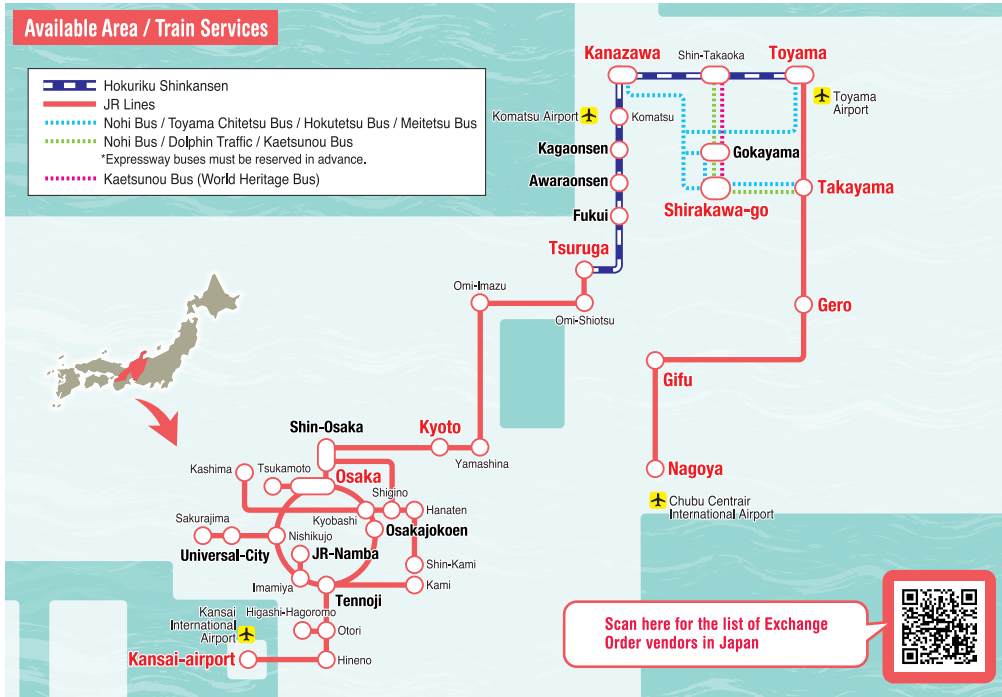 Available Area / Train Services
Hokuriku Shinkansen
JR Lines
Nohi Bus / Toyama Chitetsu Bus / Hokutetsu Bus / Meitetsu Bus
Nohi Bus / Dolphin Traffic / Kaetsunou Bus
*Expressway buses must be reserved in advance.
Kaetsunou Bus (World Heritage Bus)
Kanazawa
Shin-Takaoka
Toyama
Toyama
Airport
Komatsu Airport
Komatsu
Kagaonsen
Gokayama
Awaraonsen
Takayama
Shirakawa-go
Fukui
Tsuruga
Omi-Imazu
Omi-Shiotsu
Gero
Gifu
Nagoya
Chubu Centrair
International Airport
Shin-Osaka
Kyoto
Yamashina
Kashima
Tsukamoto
Osaka
Shigino
Hanaten
Kyobashi
Sakurajima
Osakajokoen
Nishikujo
Universal-City
JR-Namba
Shin-Kami
Imamiya
Kami
Tennoji
Kansai
International
Airport
Higashi-Hagoromo
Otori
Kansai-airport
Hineno
Scan here for the list of Exchange
Order vendors in Japan